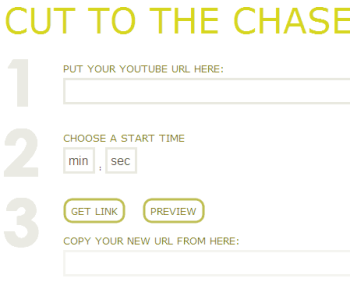 CUT TO THE CHASE
1
PUT YOUR YOUTUBE URL HERE:
2
CHOOSE A START TIME
min : sec
3
GET LINK PREVIEW
COPY YOUR NEW URL FROM HERE: